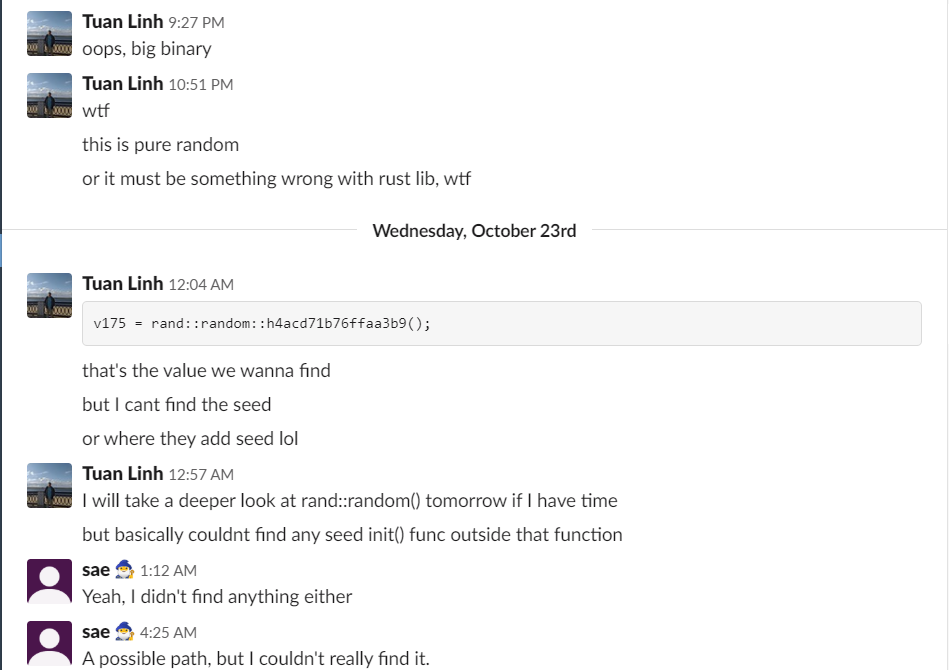 Tuan Linh 9:27 PM
oops, big binary
Tuan Linh 10:51 PM
wtf
this is pure random
or it must be something wrong with rust lib, wtf
Wednesday, October 23rd
Tuan Linh 12:04 AM
v175 = rand::random::h4acd71b76ffaa3b9();
that's the value we wanna find
but I cant find the seed
or where they add seed lol
Tuan Linh 12:57 AM
I will take a deeper look at rand::random() tomorrow if I have time
but basically couldnt find any seed init() func outside that function
sae 1:12 AM
Yeah, I didn't find anything either
sae 4:25 AM
A possible path, but I couldn't really find it.